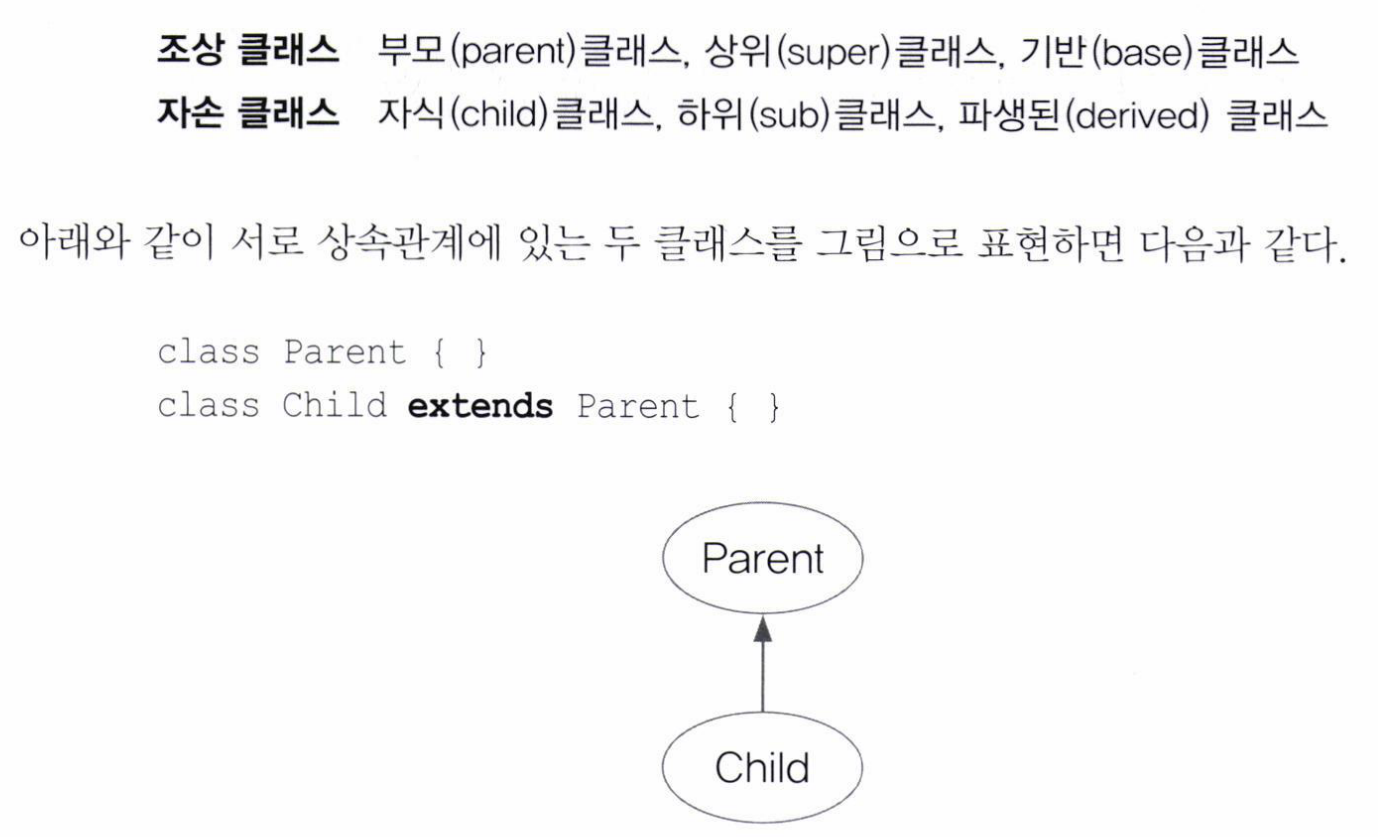 조상 클래스 부모(parent)클래스, 상위(super)클래스, 기반(base)클래스
자손 클래스 자식(child)클래스, 하위(sub)클래스, 파생된(derived) 클래스
아래와 같이 서로 상속관계에 있는 두 클래스를 그림으로 표현하면 다음과 같다.
class Parent { }
class Child extends Parent { }
Parent
Child